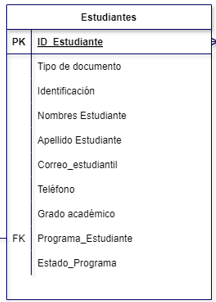 Estudiantes
PK ID_Estudiante
Tipo de documento
Identificación
Nombres Estudiante
Apellido Estudiante
Correo_estudiantil
Teléfono
Grado académico
FK Programa_Estudiante
Estado_Programa